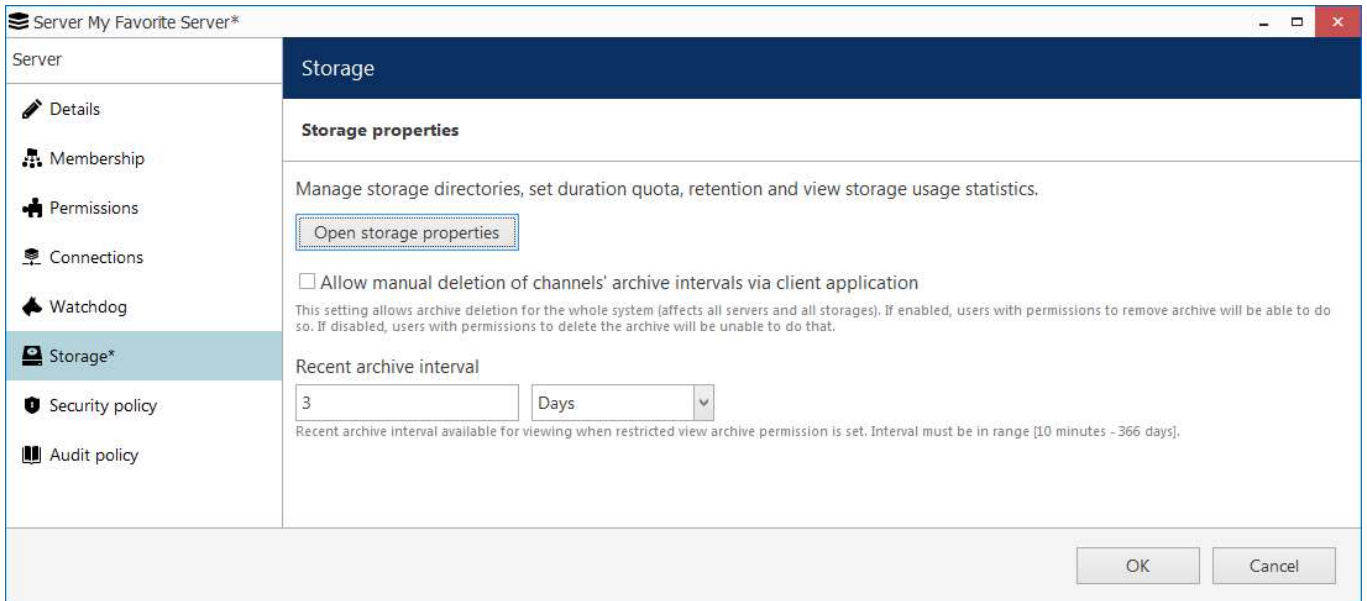 Server My Favorite Server*
Server
Details
Membership
Permissions
Connections
Watchdog
Storage*
Security policy
Audit policy
Storage
Storage properties
Manage storage directories, set duration quota, retention and view storage usage statistics.
Open storage properties
Allow manual deletion of channels' archive intervals via client application
This setting allows archive deletion for the whole system (affects all servers and all storages). If enabled, users with permissions to remove archive will be able to do
so. If disabled, users with permissions to delete the archive will be unable to do that.
Recent archive interval
3 Days
Recent archive interval available for viewing when restricted view archive permission is set. Interval must be in range [10 minutes - 366 days].
OK Cancel